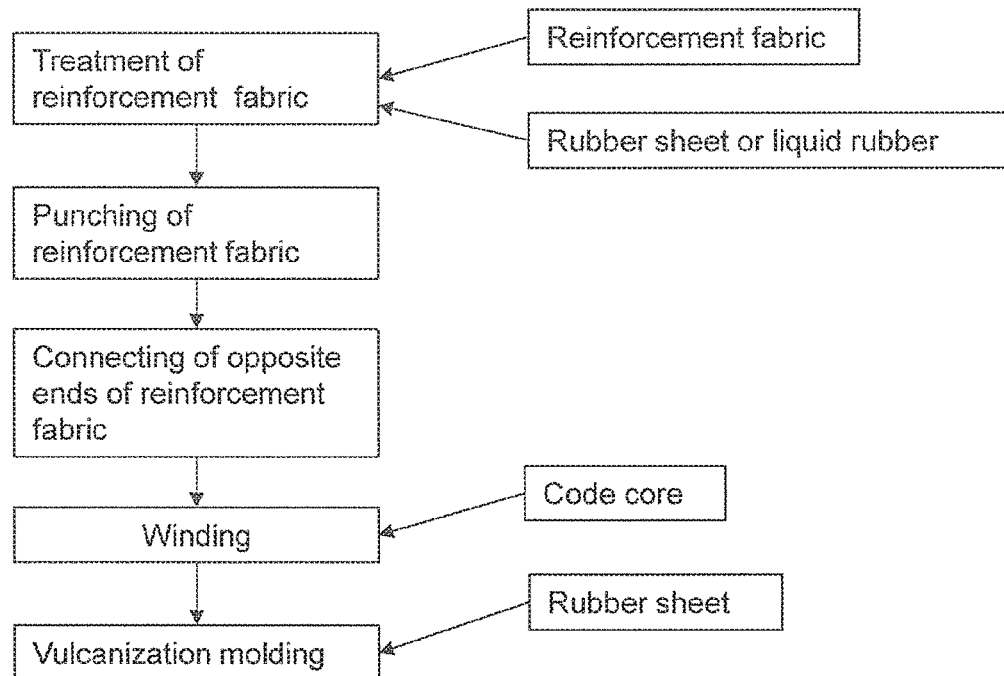 Treatment of
reinforcement fabric
Reinforcement fabric
Rubber sheet or liquid rubber
Punching of
reinforcement fabric
Connecting of opposite
ends of reinforcement
fabric
Winding
Code core
Vulcanization molding
Rubber sheet